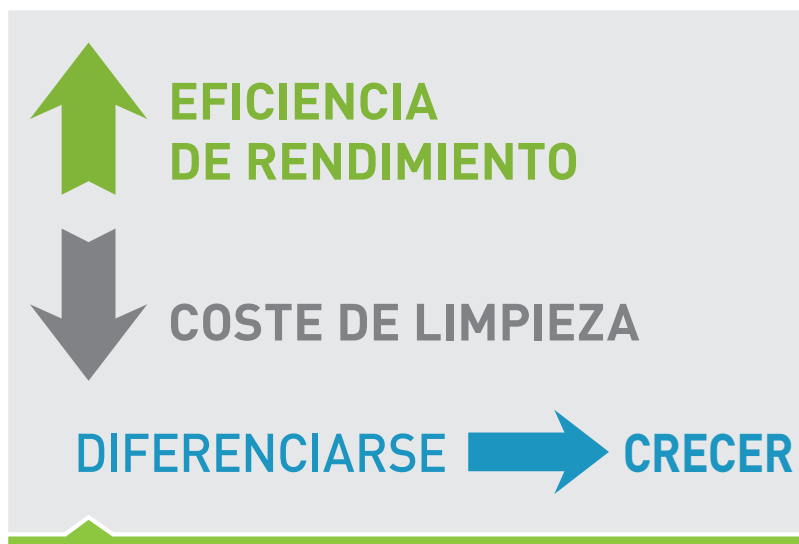 EFICIENCIA
DE RENDIMIENTO
COSTE DE LIMPIEZA
DIFERENCIARSE CRECER